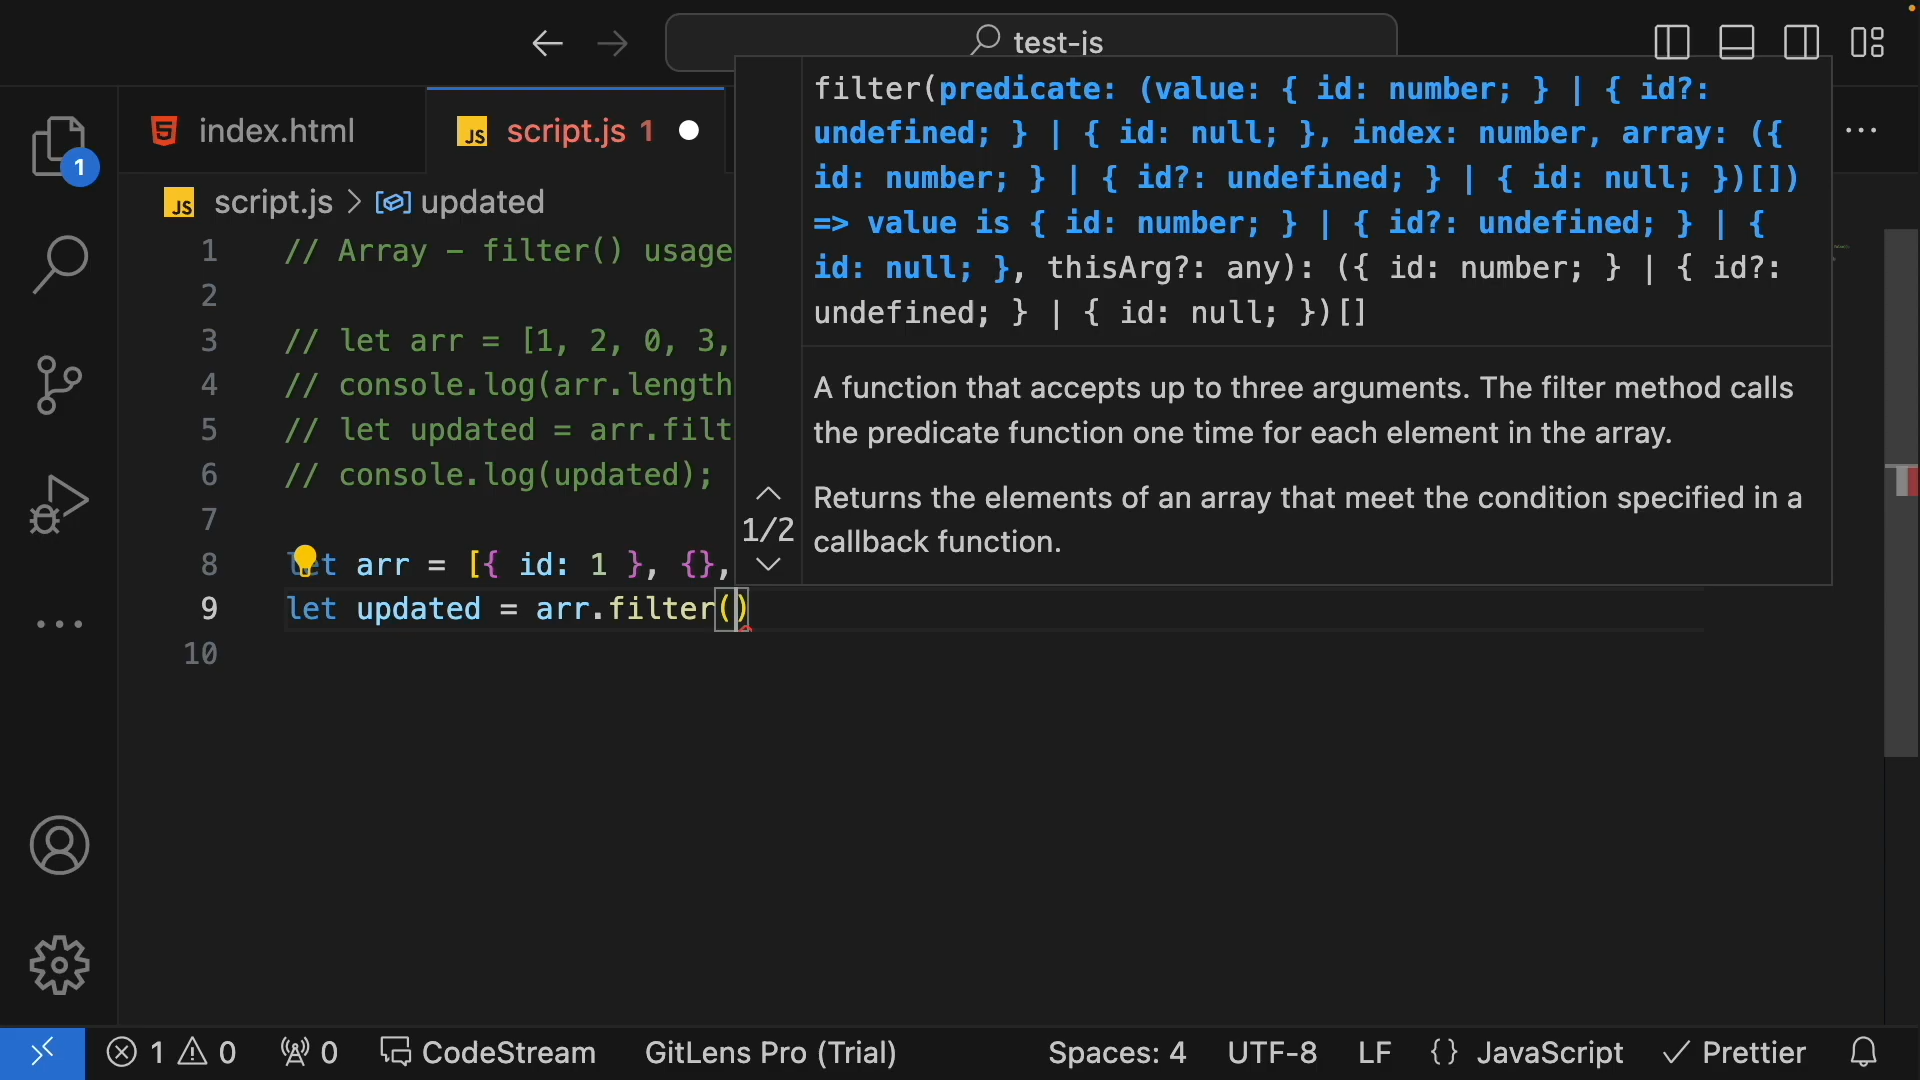 test-js
index.html
script.js 1
script.js > updated
1 // Array – filter() usage
2
3 // let arr = [1, 2, 0, 3,
4 // console.log(arr.length
5 // let updated = arr.filt
6 // console.log(updated);
7
8 let arr = [{ id: 1 }, {},
9 let updated = arr.filter()
10
filter(predicate: (value: { id: number; } | { id?:
undefined; } | { id: null; }, index: number, array: ({
id: number; } | { id?: undefined; } | { id: null; })[])
=> value is { id: number; } | { id?: undefined; } | {
id: null; }, thisArg?: any): ({ id: number; } | { id?:
undefined; } | { id: null; })[]
A function that accepts up to three arguments. The filter method calls
the predicate function one time for each element in the array.
Returns the elements of an array that meet the condition specified in a
callback function.
1/2
1
1 0 0 CodeStream GitLens Pro (Trial) Spaces: 4 UTF-8 LF {} JavaScript Prettier